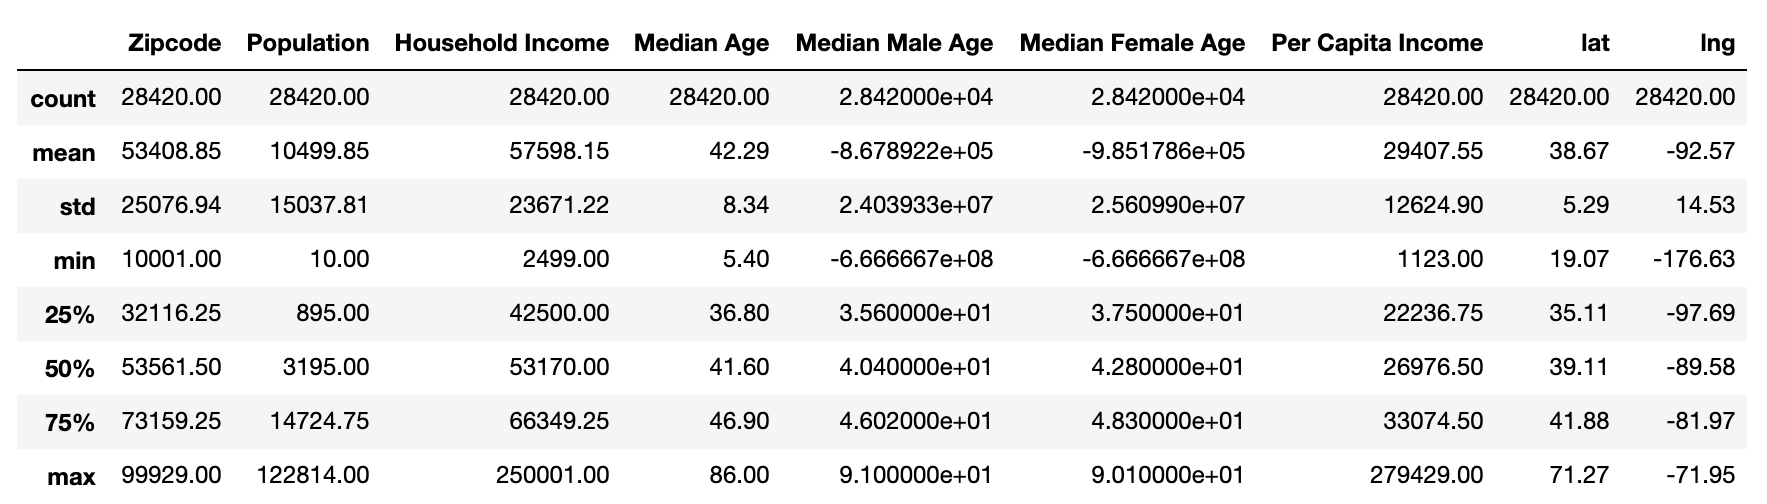 Zipcode Population Household Income Median Age Median Male Age Median Female Age Per Capita Income lat lng
count 28420.00 28420.00 28420.00 28420.00 2.842000e+04 2.842000e+04 28420.00 28420.00 28420.00
mean 53408.85 10499.85 57598.15 42.29 -8.678922e+05 -9.851786e+05 29407.55 38.67 -92.57
std 25076.94 15037.81 23671.22 8.34 2.403933e+07 2.560990e+07 12624.90 5.29 14.53
min 10001.00 10.00 2499.00 5.40 -6.666667e+08 -6.666667e+08 1123.00 19.07 -176.63
25% 32116.25 895.00 42500.00 36.80 3.560000e+01 3.750000e+01 22236.75 35.11 -97.69
50% 53561.50 3195.00 53170.00 41.60 4.040000e+01 4.280000e+01 26976.50 39.11 -89.58
75% 73159.25 14724.75 66349.25 46.90 4.602000e+01 4.830000e+01 33074.50 41.88 -81.97
max 99929.00 122814.00 250001.00 86.00 9.100000e+01 9.010000e+01 279429.00 71.27 -71.95